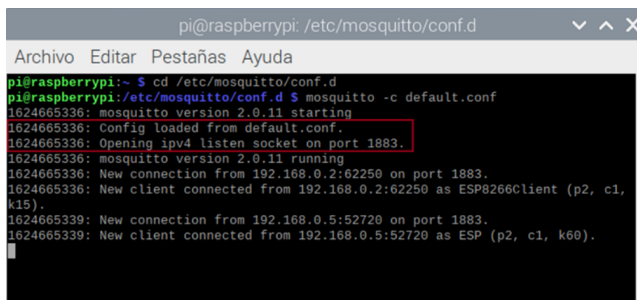 pi@raspberrypi: /etc/mosquitto/conf.d
Archivo Editar Pestañas Ayuda
pi@raspberrypi:~ $ cd /etc/mosquitto/conf.d
pi@raspberrypi:/etc/mosquitto/conf.d $ mosquitto -c default.conf
1624665336: mosquitto version 2.0.11 starting
1624665336: Config loaded from default.conf.
1624665336: Opening ipv4 listen socket on port 1883.
1624665336: mosquitto version 2.0.11 running
1624665336: New connection from 192.168.0.2:62250 on port 1883.
1624665336: New client connected from 192.168.0.2:62250 as ESP8266Client (p2, c1,
k15).
1624665339: New connection from 192.168.0.5:52720 on port 1883.
1624665339: New client connected from 192.168.0.5:52720 as ESP (p2, c1, k60).